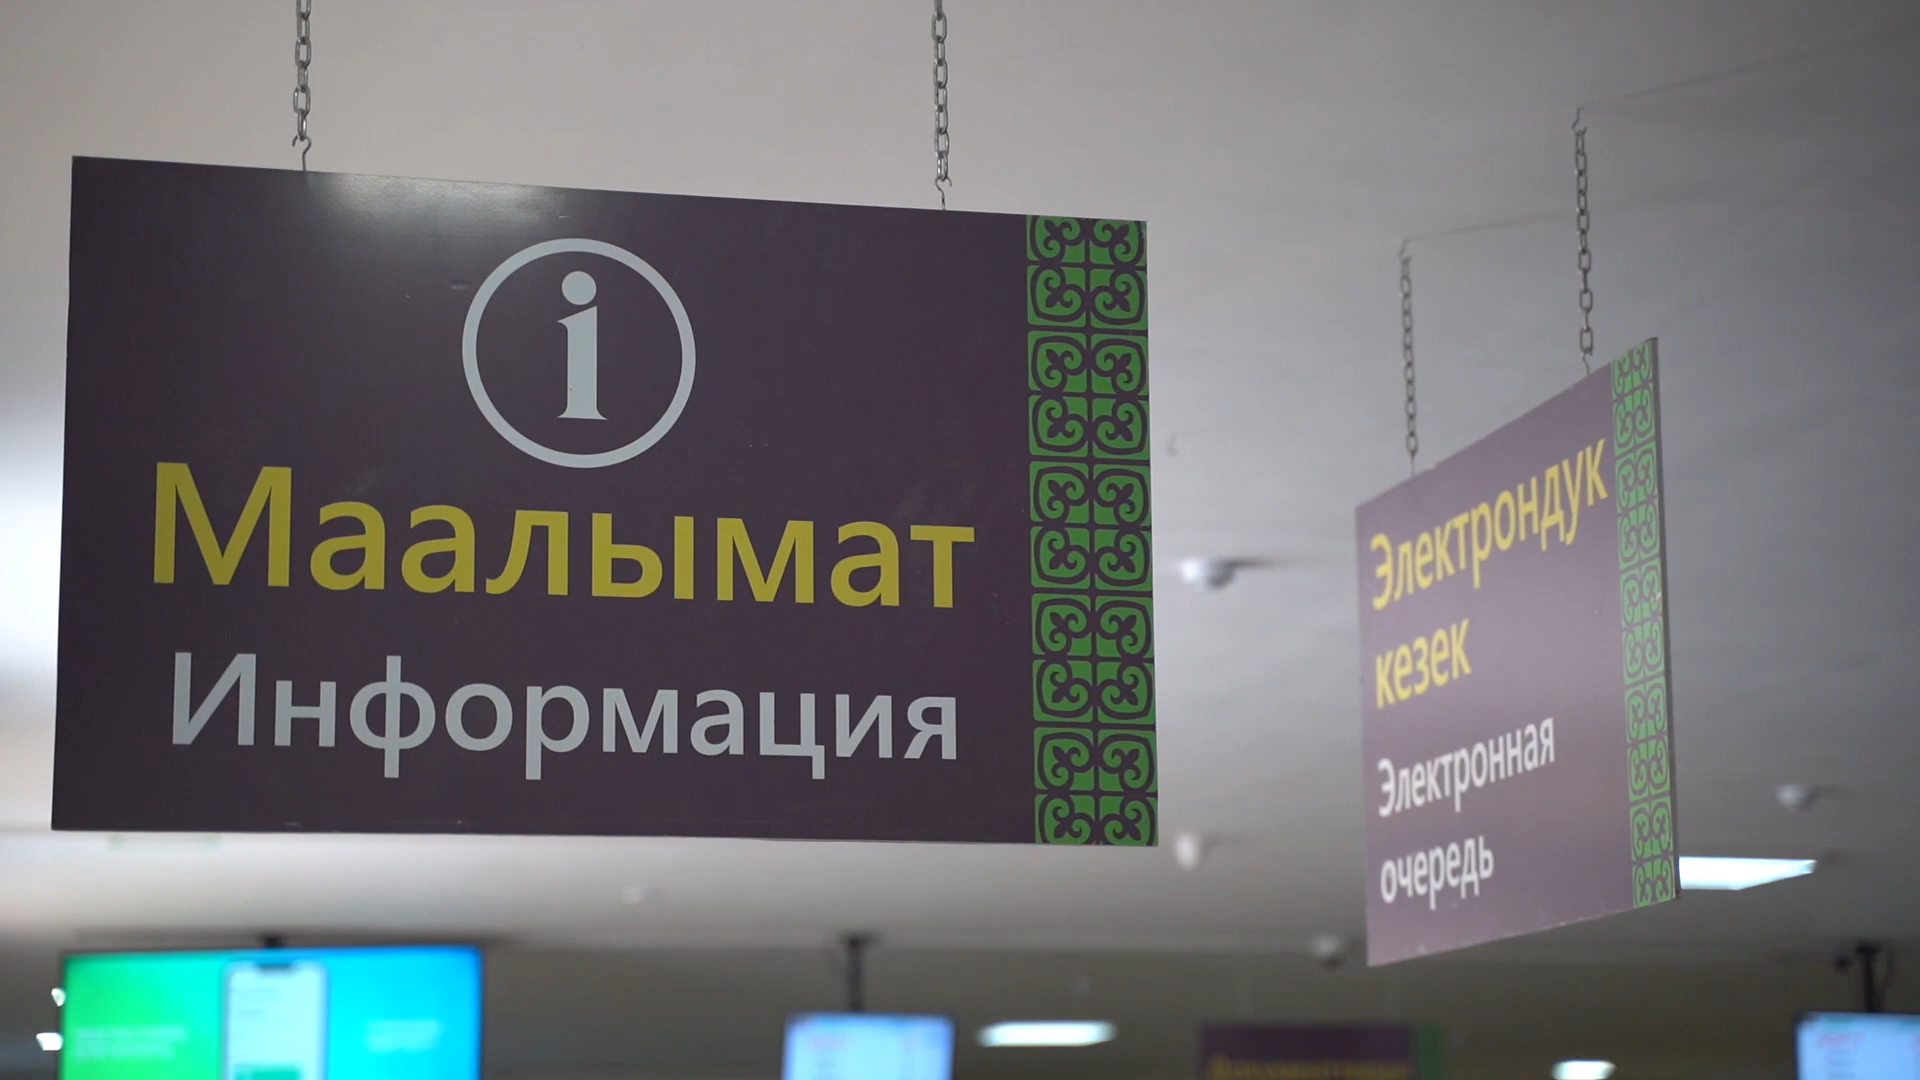 i
Маалымат
Информация
Электрондук
кезек
Электронная
очередь